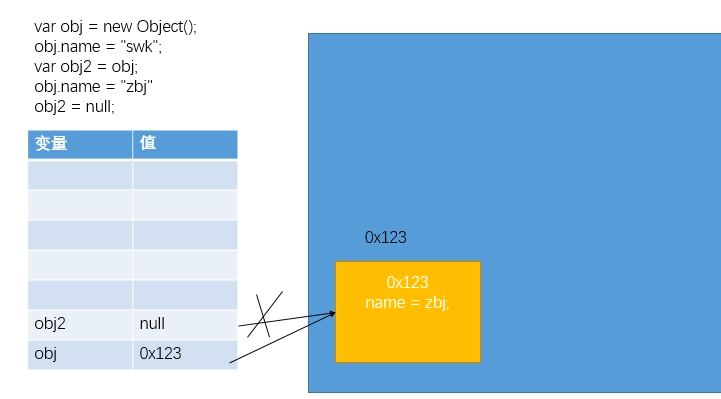 var obj = new Object();
obj.name = "swk";
var obj2 = obj;
obj.name = "zbj"
obj2 = null;
变量 值
obj2 null
obj 0x123
0x123
0x123
name = zbj;